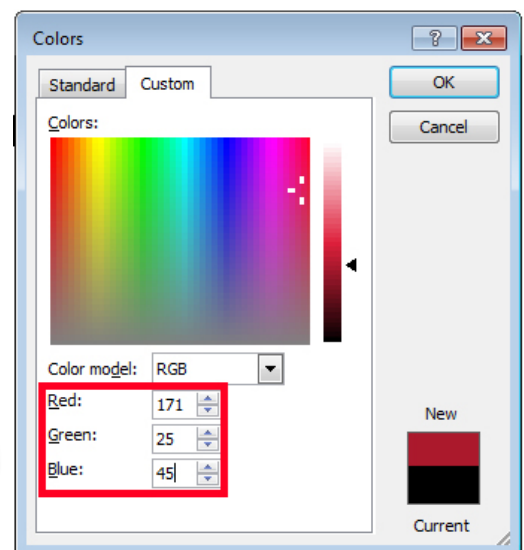 Colors
Standard Custom
OK
Cancel
Colors:
Color model: RGB
Red: 171
Green: 25
Blue: 45
New
Current